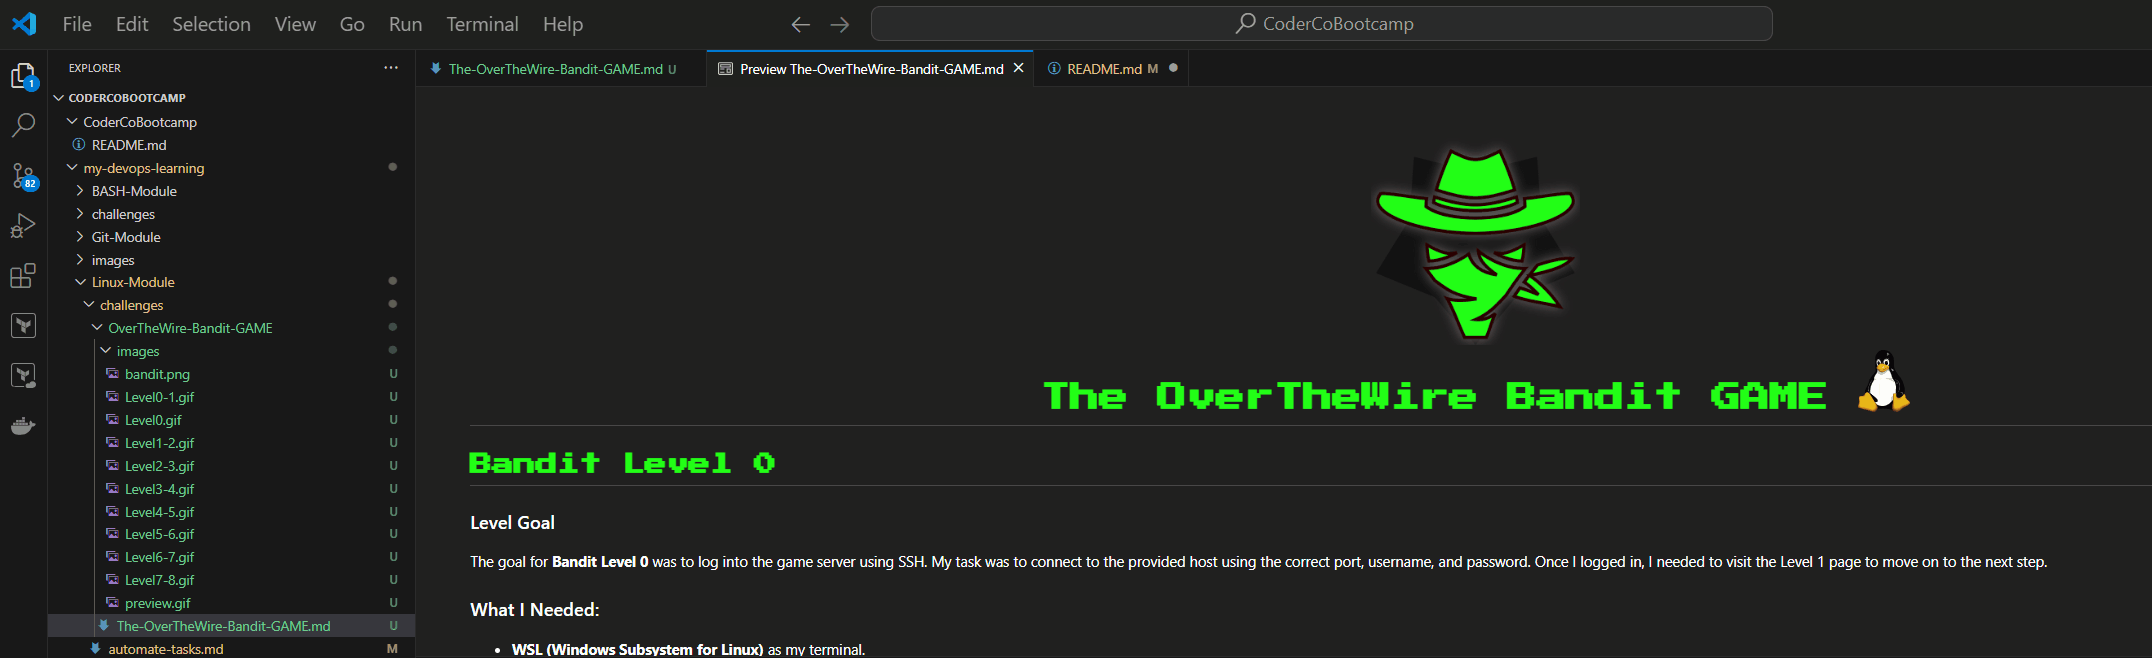 File Edit Selection View Go Run Terminal Help
CoderCoBootcamp
EXPLORER
The-OverTheWire-Bandit-GAME.md U
Preview The-OverTheWire-Bandit-GAME.md
README.md M
1
CODERCOBOOTCAMP
CoderCoBootcamp
README.md
my-devops-learning
82
BASH-Module
challenges
Git-Module
images
Linux-Module
challenges
OverTheWire-Bandit-GAME
images
bandit.png U
Level0-1.gif U
Level0.gif U
Level1-2.gif U
Level2-3.gif U
Level3-4.gif U
Level4-5.gif U
Level5-6.gif U
Level6-7.gif U
Level7-8.gif U
preview.gif U
The-OverTheWire-Bandit-GAME.md U
automate-tasks.md M
The OverTheWire Bandit GAME
Bandit Level 0
Level Goal
The goal for Bandit Level 0 was to log into the game server using SSH. My task was to connect to the provided host using the correct port, username, and password. Once I logged in, I needed to visit the Level 1 page to move on to the next step.
What I Needed:
• WSL (Windows Subsystem for Linux) as my terminal.